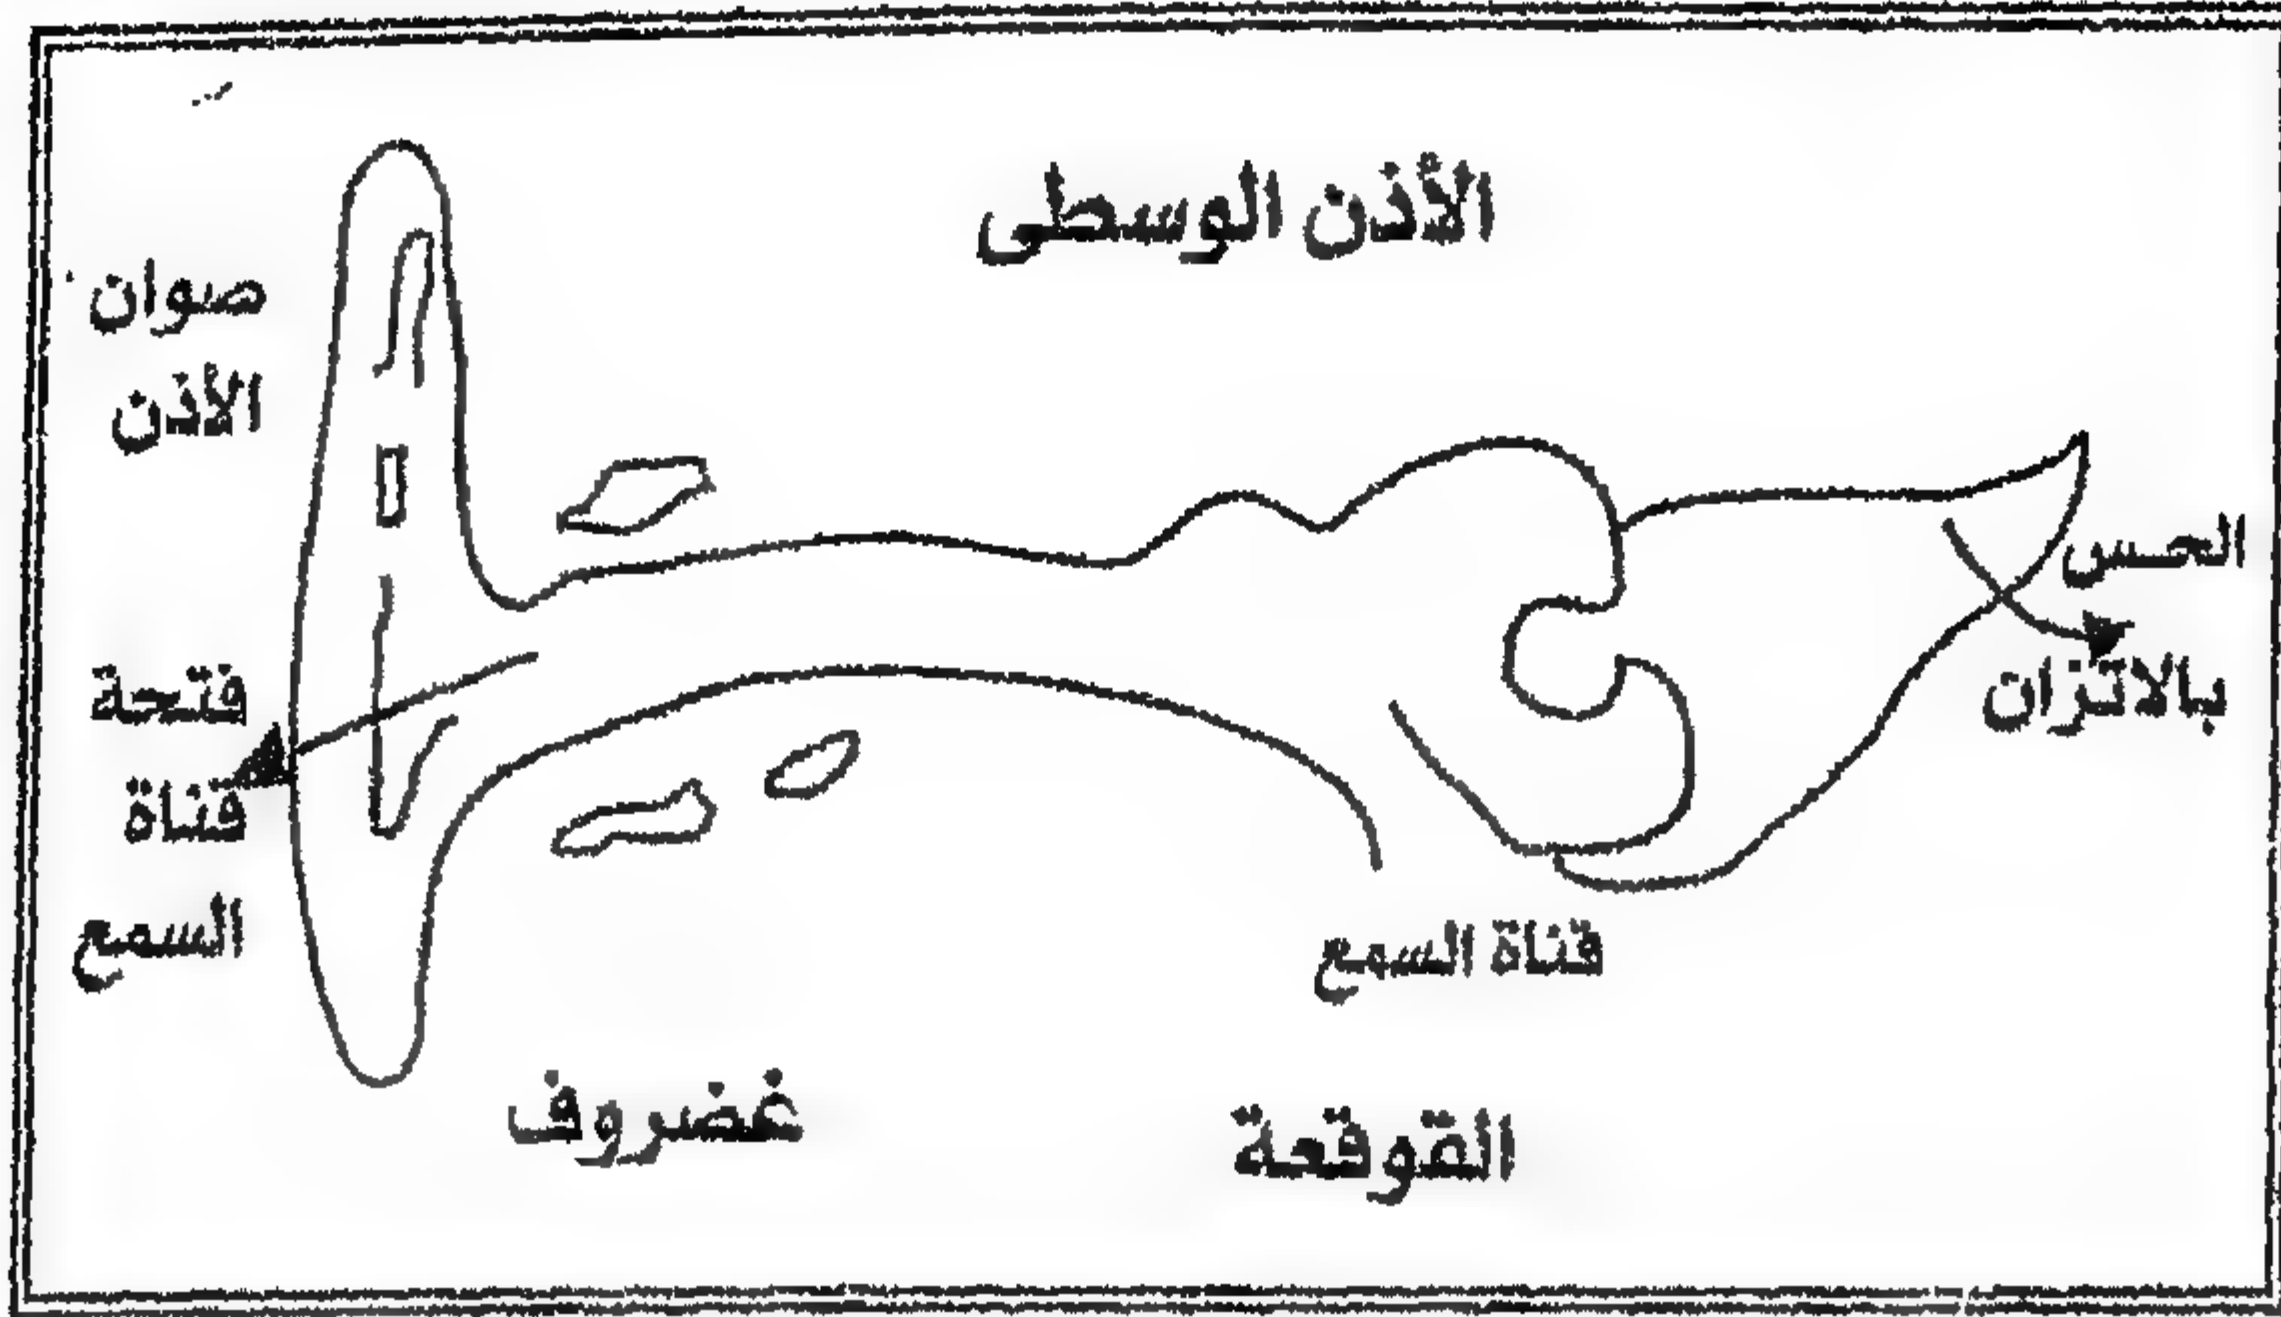 الأذن الوسطى
صوان
الأذن
الحس
بالاتزان
فتحة
قناة
السمع
قناة السمع
غضروف
القوقعة